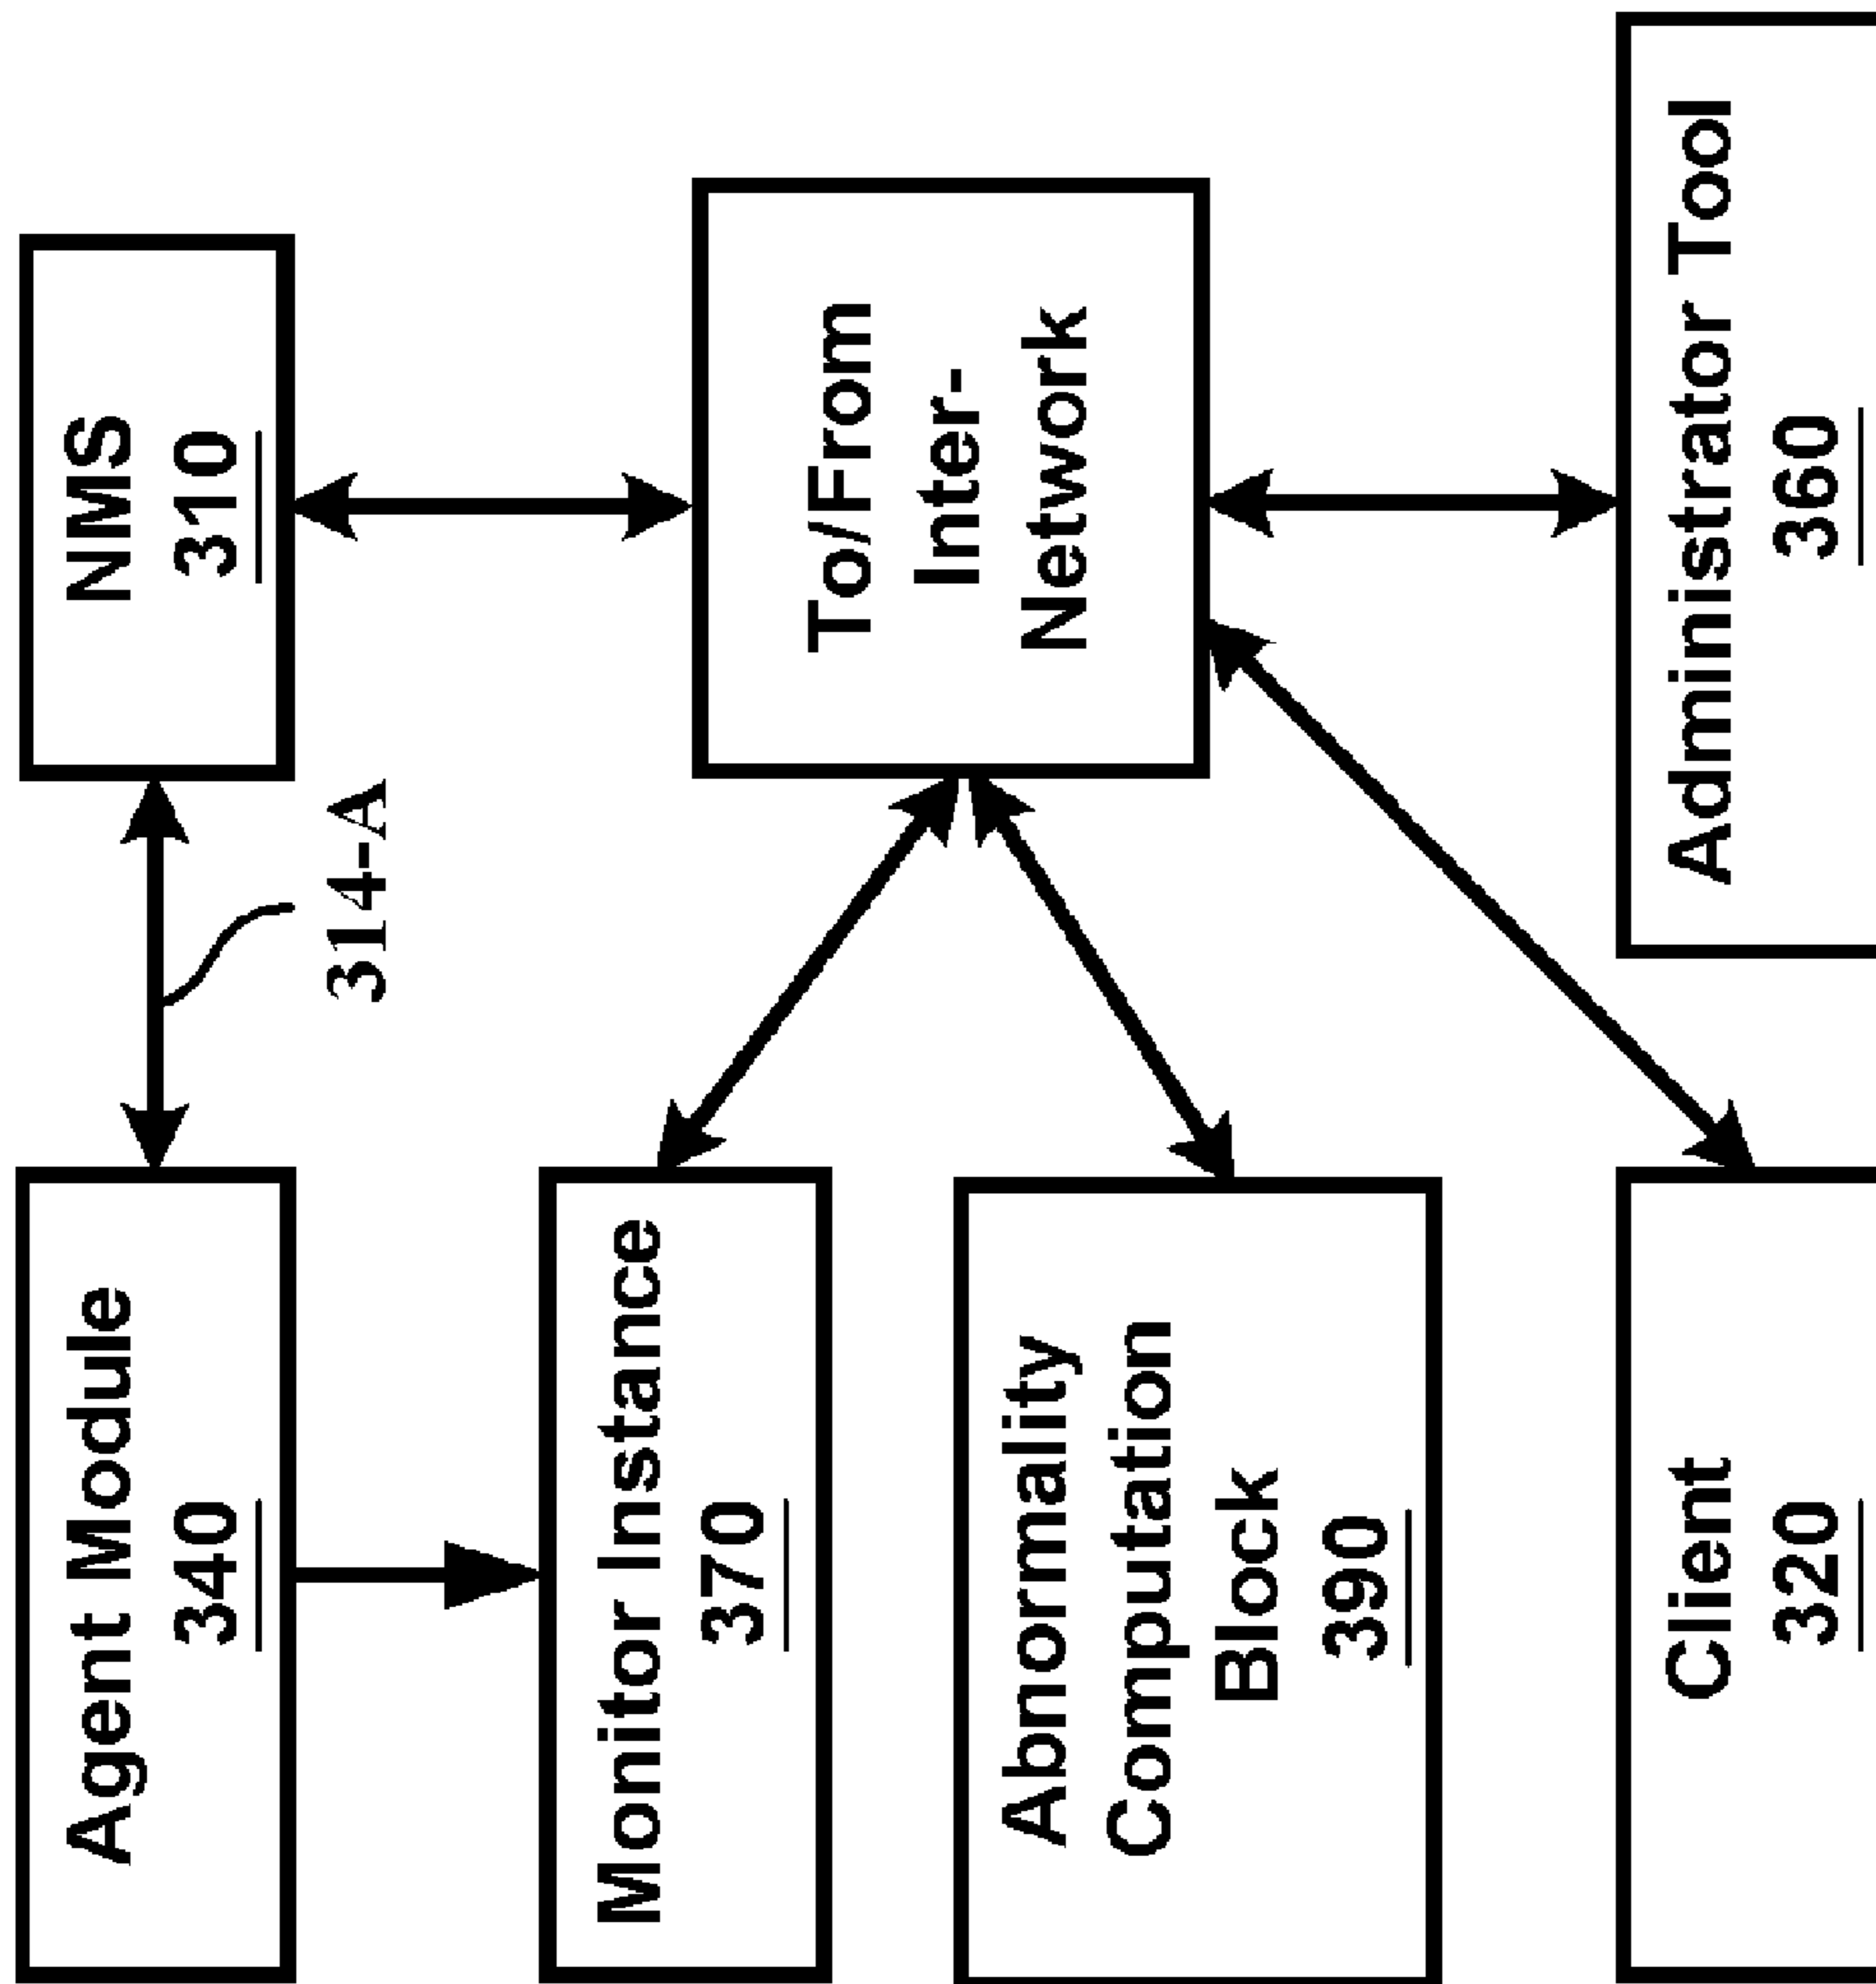 Agent Module
340
NMS
310
314-A
Monitor Instance
370
To/From
Inter-
Network
Abnormality
Computation
Block
390
Client
320
Administrator Tool
360